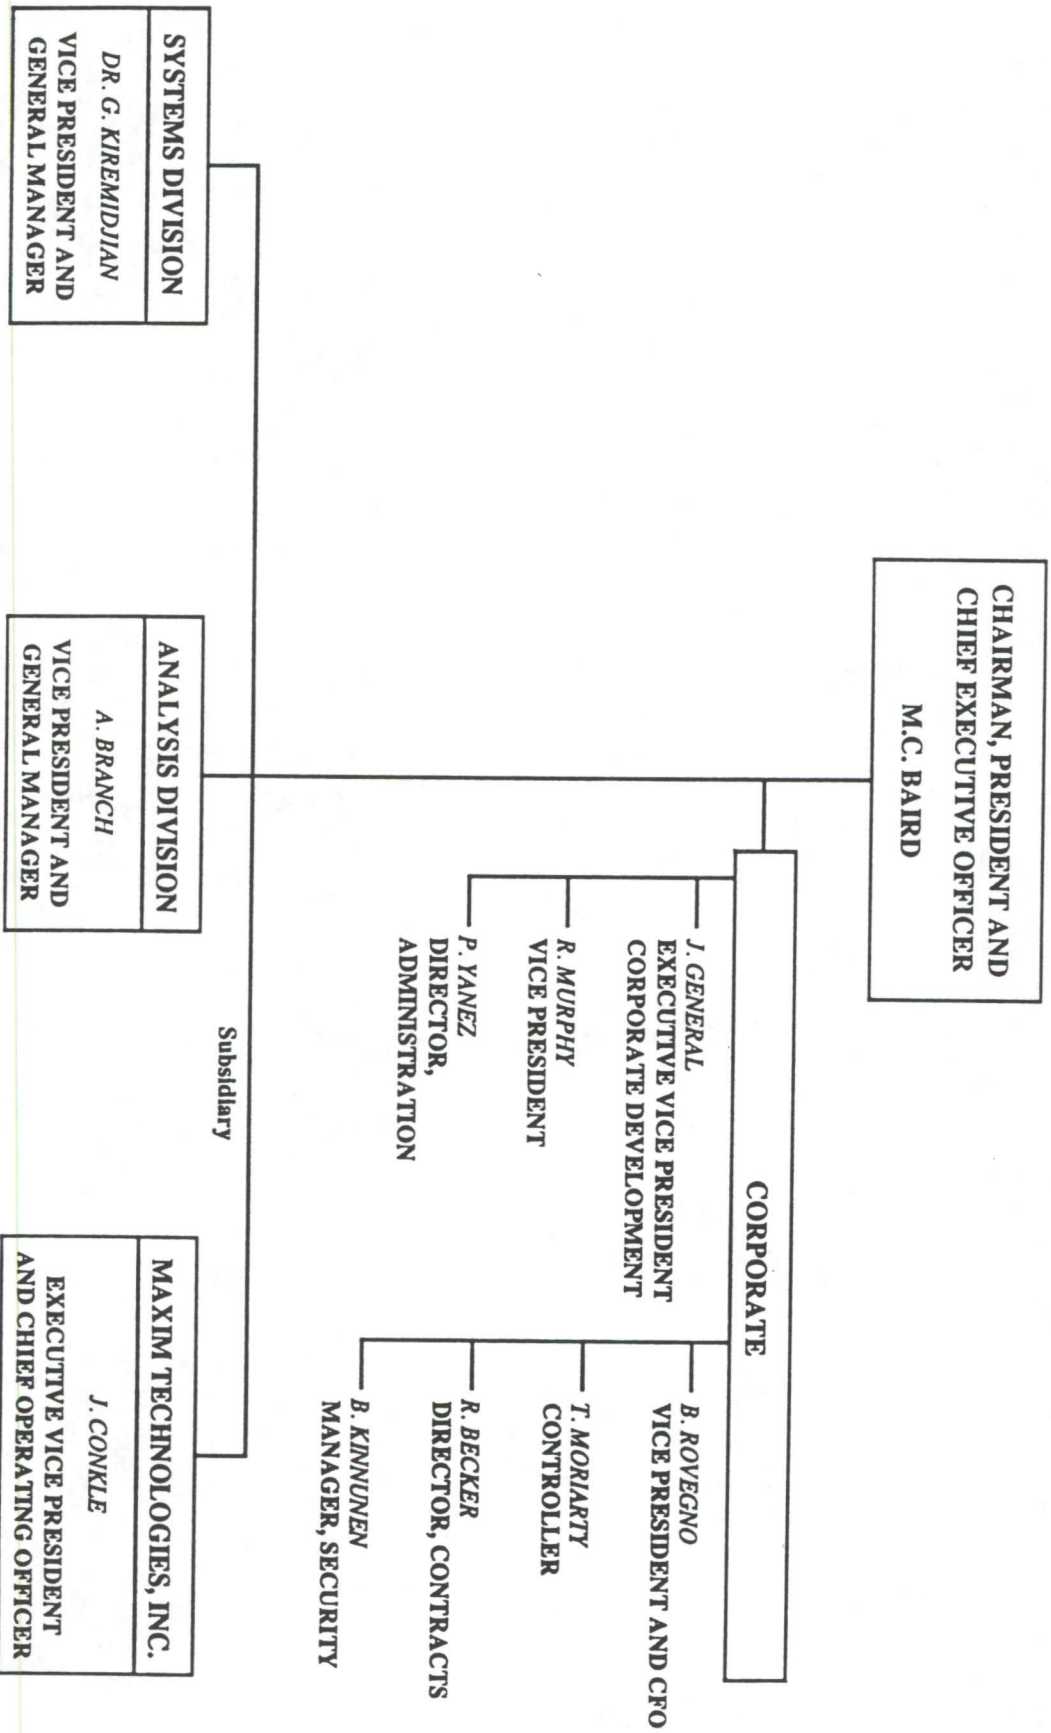 CHAIRMAN, PRESIDENT AND
CHIEF EXECUTIVE OFFICER
M.C. BAIRD
CORPORATE
J. GENERAL
EXECUTIVE VICE PRESIDENT
CORPORATE DEVELOPMENT
R. MURPHY
VICE PRESIDENT
P. YANEZ
DIRECTOR,
ADMINISTRATION
B. ROVEGNO
VICE PRESIDENT AND CFO
T. MORIARTY
CONTROLLER
R. BECKER
DIRECTOR, CONTRACTS
B. KINNUNEN
MANAGER, SECURITY
Subsidiary
SYSTEMS DIVISION
DR. G. KIREMIDJIAN
VICE PRESIDENT AND
GENERAL MANAGER
ANALYSIS DIVISION
A. BRANCH
VICE PRESIDENT AND
GENERAL MANAGER
MAXIM TECHNOLOGIES, INC.
J. CONKLE
EXECUTIVE VICE PRESIDENT
AND CHIEF OPERATING OFFICER